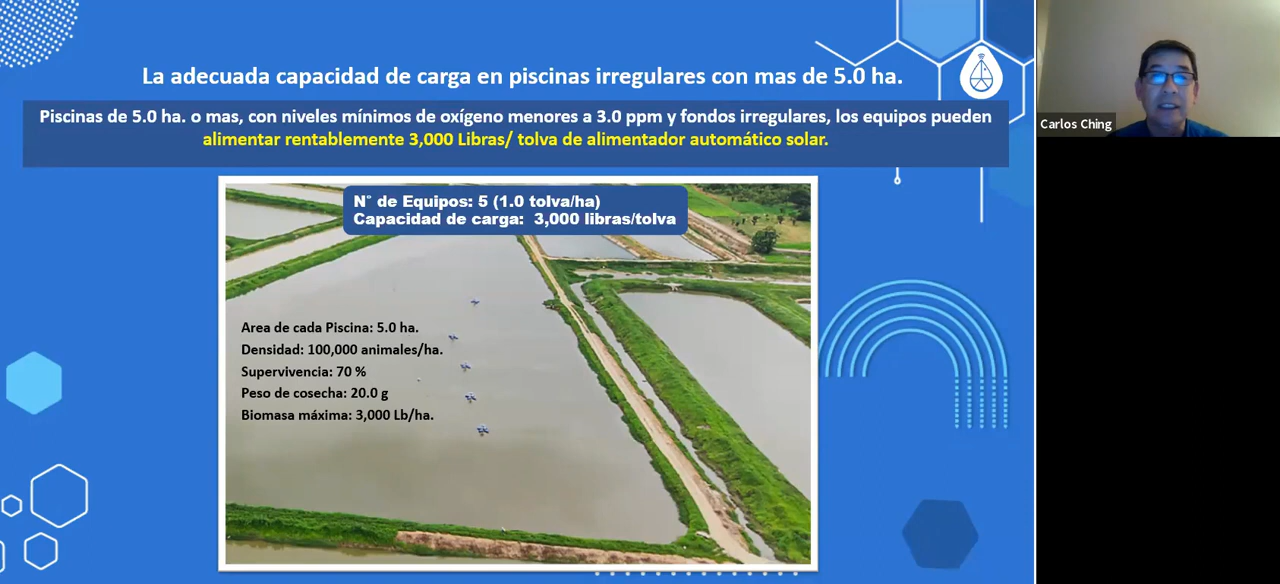 La adecuada capacidad de carga en piscinas irregulares con mas de 5.0 ha.
Piscinas de 5.0 ha. o mas, con niveles mínimos de oxígeno menores a 3.0 ppm y fondos irregulares, los equipos pueden
alimentar rentablemente 3,000 Libras/ tolva de alimentador automático solar.
N° de Equipos: 5 (1.0 tolva/ha)
Capacidad de carga: 3,000 libras/tolva
Area de cada Piscina: 5.0 ha.
Densidad: 100,000 animales/ha.
Supervivencia: 70 %
Peso de cosecha: 20.0 g
Biomasa máxima: 3,000 Lb/ha.
Carlos Ching